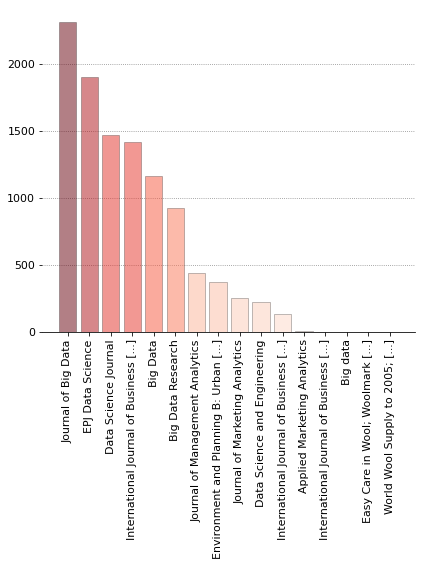 2000
1500
1000
500
0
Journal of Big Data
EPJ Data Science
Data Science Journal
International Journal of Business [...]
Big Data
Big Data Research
Journal of Management Analytics
Environment and Planning B: Urban [...]
Journal of Marketing Analytics
Data Science and Engineering
International Journal of Business [...]
Applied Marketing Analytics
International Journal of Business [...]
Big data
Easy Care in Wool; Woolmark [...]
World Wool Supply to 2005; [...]